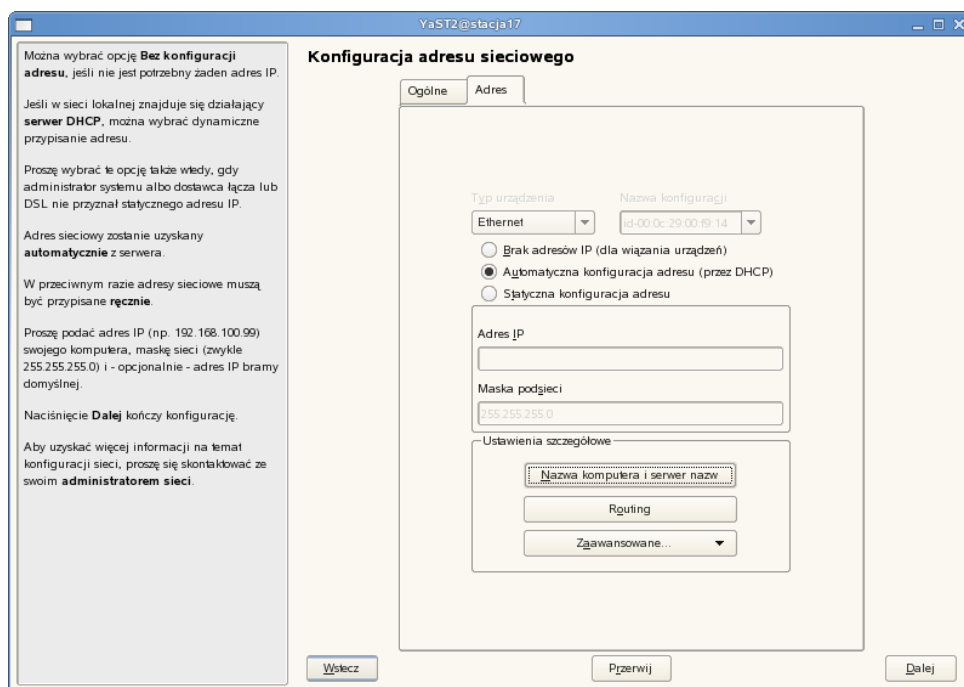 YaST2@stacja17
Można wybrać opcję Bez konfiguracji
adresu, jeśli nie jest potrzebny żaden adres IP.
Jeśli w sieci lokalnej znajduje się działający
serwer DHCP, można wybrać dynamiczne
przypisanie adresu.
Proszę wybrać te opcję także wtedy, gdy
administrator systemu albo dostawca łącza lub
DSL nie przyznał statycznego adresu IP.
Adres sieciowy zostanie uzyskany
automatycznie z serwera.
W przeciwnym razie adresy sieciowe muszą
być przypisane ręcznie.
Proszę podać adres IP (np. 192.168.100.99)
swojego komputera, maskę sieci (zwykle
255.255.255.0) i - opcjonalnie - adres IP bramy
domyślnej.
Naciśnięcie Dalej kończy konfigurację.
Aby uzyskać więcej informacji na temat
konfiguracji sieci, proszę się skontaktować ze
swoim administratorem sieci.
Konfiguracja adresu sieciowego
Ogólne
Adres
Typ urządzenia
Nazwa konfiguracji
Ethernet
id-00:0c:29:00:f9:14
Brak adresów IP (dla wiązania urządzeń)
Automatyczna konfiguracja adresu (przez DHCP)
Statyczna konfiguracja adresu
Adres IP
Maska podsieci
255.255.255.0
Ustawienia szczegółowe
Nazwa komputera i serwer nazw
Routing
Zaawansowane...
Wstecz
Przerwij
Dalej